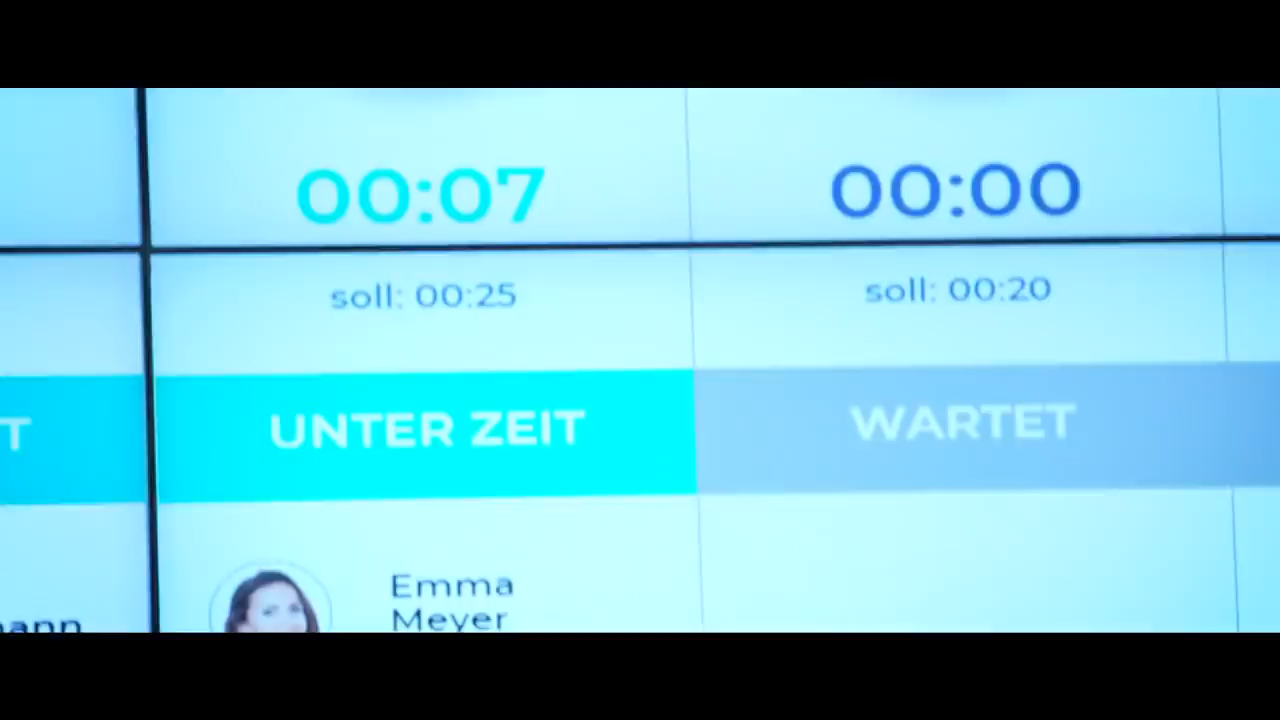 00:07
00:00
soll: 00:25
soll: 00:20
UNTER ZEIT
WARTET
Emma
Meyer